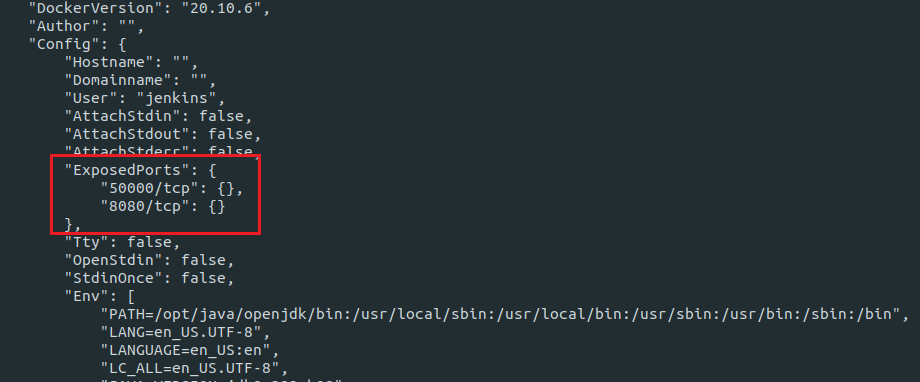 "DockerVersion": "20.10.6",
"Author": "",
"Config": {
"Hostname": "",
"Domainname": "",
"User": "jenkins",
"AttachStdin": false,
"AttachStdout": false,
"AttachStderr": false,
"ExposedPorts": {
"50000/tcp": {},
"8080/tcp": {}
},
"Tty": false,
"OpenStdin": false,
"StdinOnce": false,
"Env": [
"PATH=/opt/java/openjdk/bin:/usr/local/sbin:/usr/local/bin:/usr/sbin:/usr/bin:/sbin:/bin",
"LANG=en_US.UTF-8",
"LANGUAGE=en_US:en",
"LC_ALL=en_US.UTF-8",